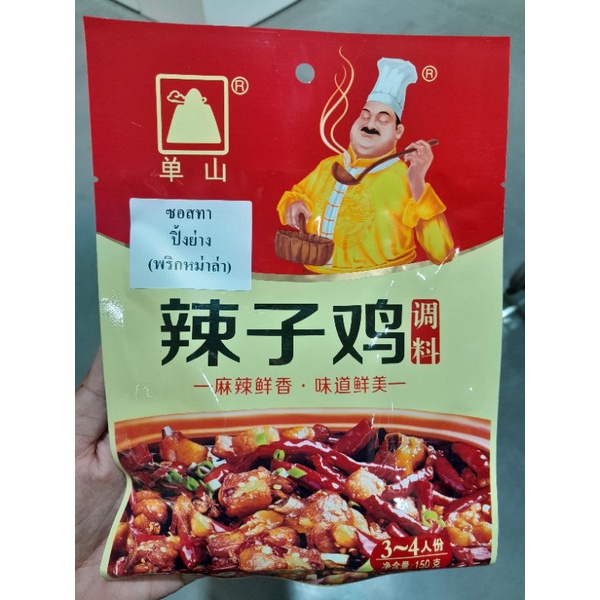 ®
®
单山
ซอสทา
ปิ้งย่าง
(พริกหม่าล่า)
辣子鸡
调料
麻辣鲜香·味道鲜美
3~4人份
净含量:150克